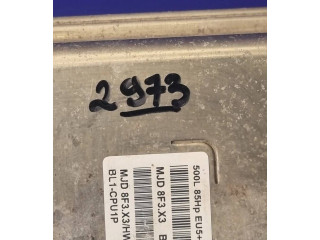 2973
500L 85Hp EU5+
MJD 8F3.X3 B
MJD 8F3.X3/HW
BL1-CPU1P